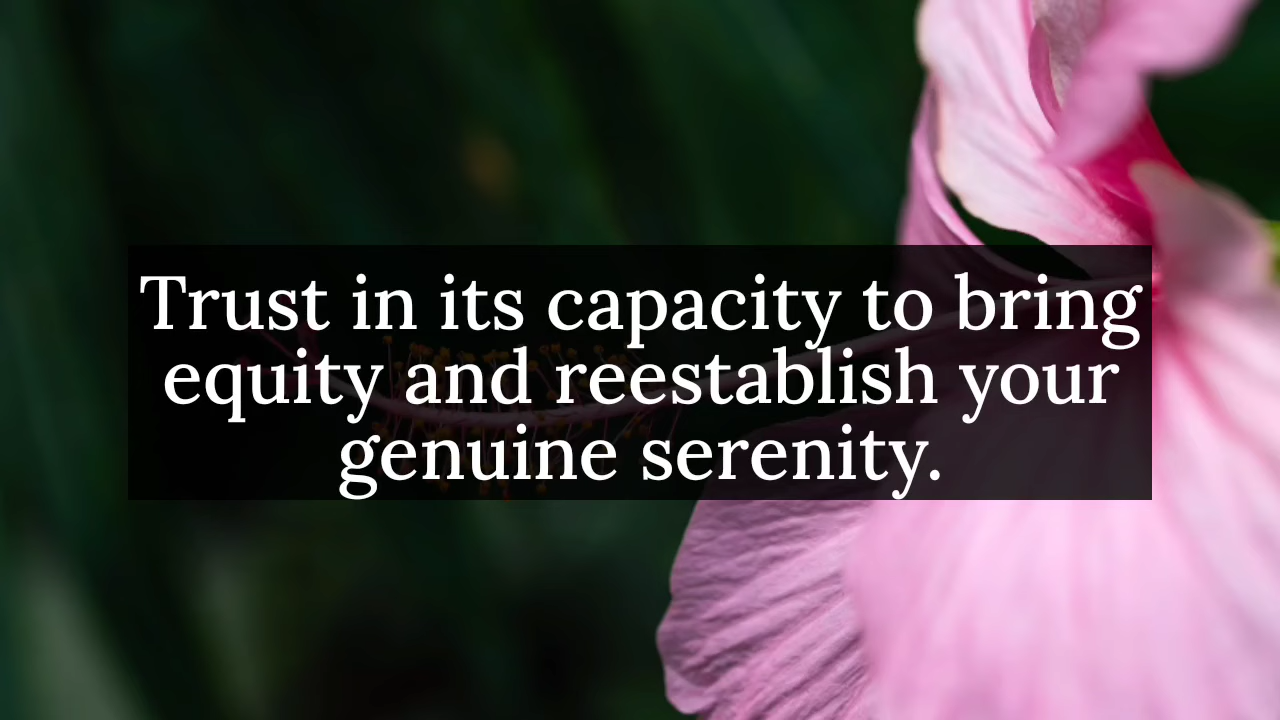 Trust in its capacity to bring
equity and reestablish your
genuine serenity.